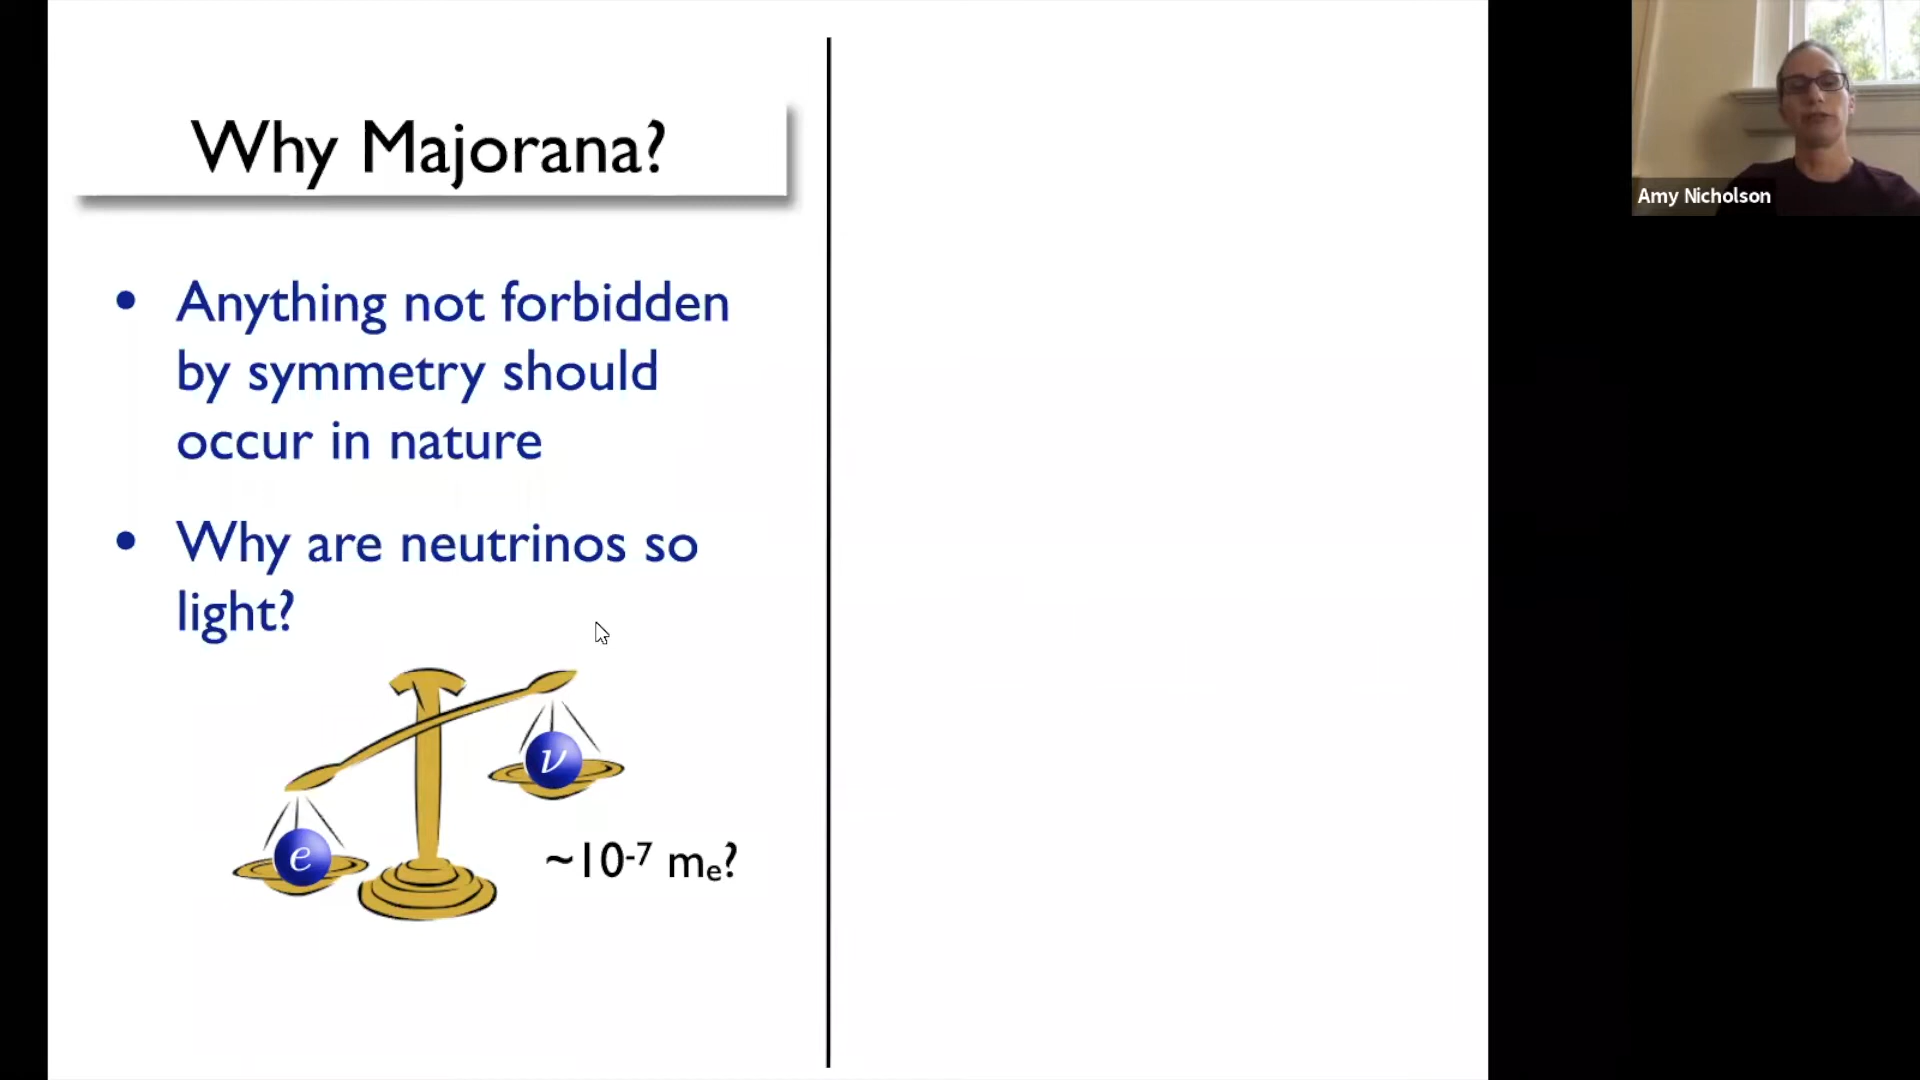 Why Majorana?
• Anything not forbidden
by symmetry should
occur in nature
• Why are neutrinos so
light?
ν
e
~10⁻⁷ mₑ?
Amy Nicholson